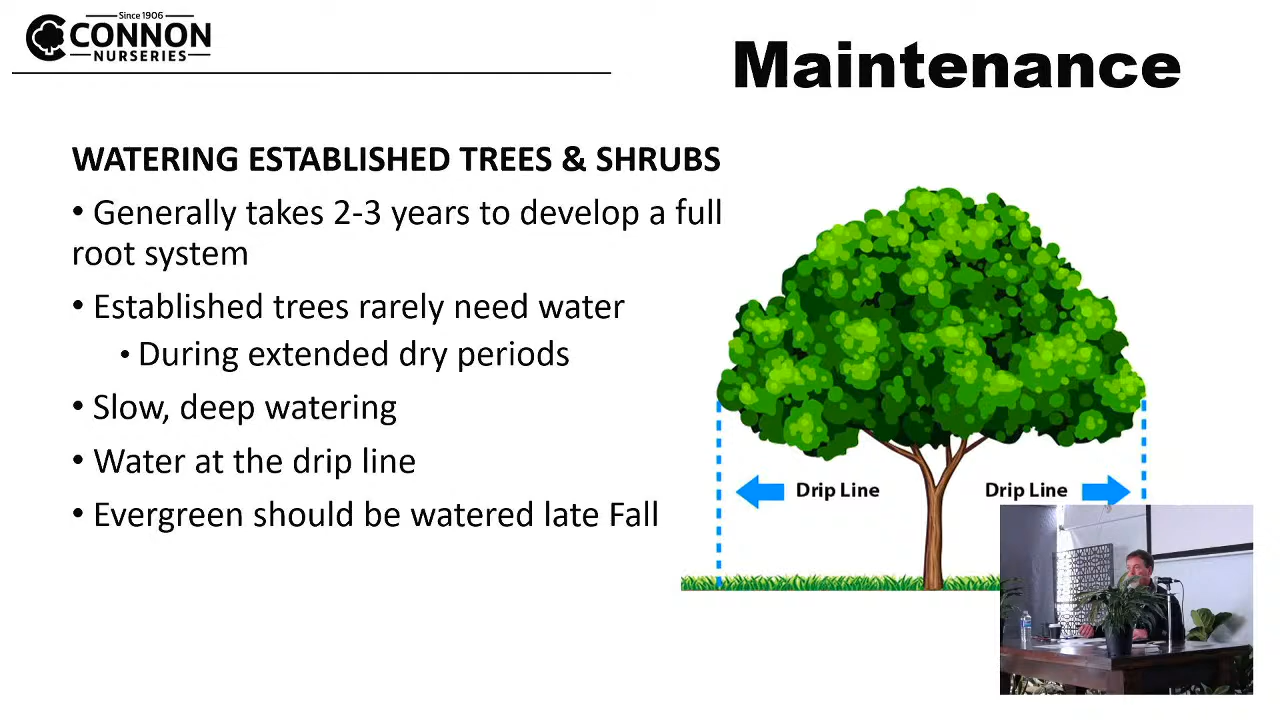 Since 1906
CONNON
NURSERIES
Maintenance
WATERING ESTABLISHED TREES & SHRUBS
• Generally takes 2-3 years to develop a full
root system
• Established trees rarely need water
• During extended dry periods
• Slow, deep watering
• Water at the drip line
• Evergreen should be watered late Fall
Drip Line
Drip Line